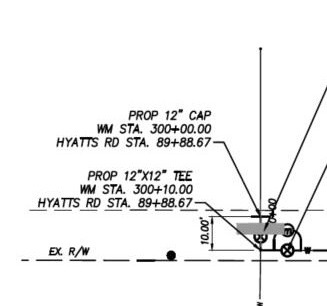 PROP 12" CAP
WM STA. 300+00.00
HYATTS RD STA. 89+88.67
PROP 12"X12" TEE
WM STA. 300+10.00
HYATTS RD STA. 89+88.67
10.00'
EX. R/W
W